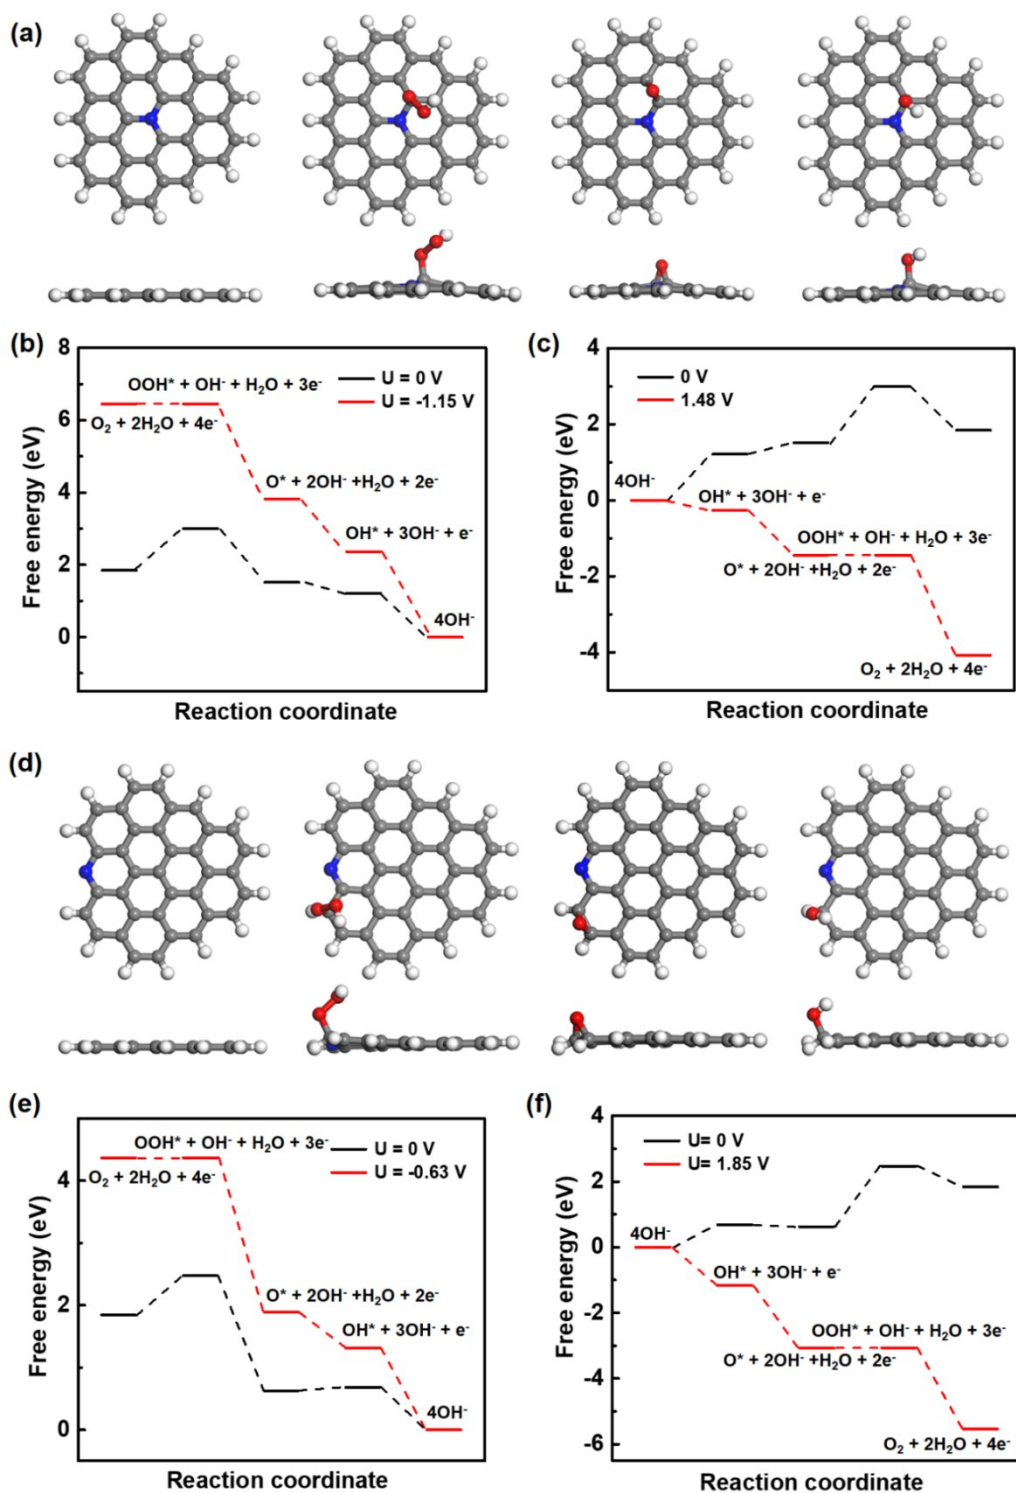 (a)
(b)
8
6
4
2
0
Free energy (eV)
Reaction coordinate
OOH* + OH⁻ + H₂O + 3e⁻
U = 0 V
U = -1.15 V
O₂ + 2H₂O + 4e⁻
O* + 2OH⁻ +H₂O + 2e⁻
OH* + 3OH⁻ + e⁻
4OH⁻
(c)
4
2
0
-2
-4
Free energy (eV)
Reaction coordinate
0 V
1.48 V
4OH⁻
OH* + 3OH⁻ + e⁻
OOH* + OH⁻ + H₂O + 3e⁻
O* + 2OH⁻ +H₂O + 2e⁻
O₂ + 2H₂O + 4e⁻
(d)
(e)
4
2
0
Free energy (eV)
Reaction coordinate
OOH* + OH⁻ + H₂O + 3e⁻
U = 0 V
U = -0.63 V
O₂ + 2H₂O + 4e⁻
O* + 2OH⁻ +H₂O + 2e⁻
OH* + 3OH⁻ + e⁻
4OH⁻
(f)
4
2
0
-2
-4
-6
Free energy (eV)
Reaction coordinate
U= 0 V
U= 1.85 V
4OH⁻
OH* + 3OH⁻ + e⁻
OOH* + OH⁻ + H₂O + 3e⁻
O* + 2OH⁻ +H₂O + 2e⁻
O₂ + 2H₂O + 4e⁻